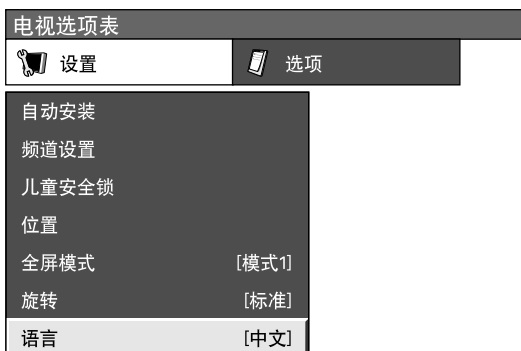 电视选项表
设置 选项
自动安装
频道设置
儿童安全锁
位置
全屏模式 [模式1]
旋转 [标准]
语言 [中文]